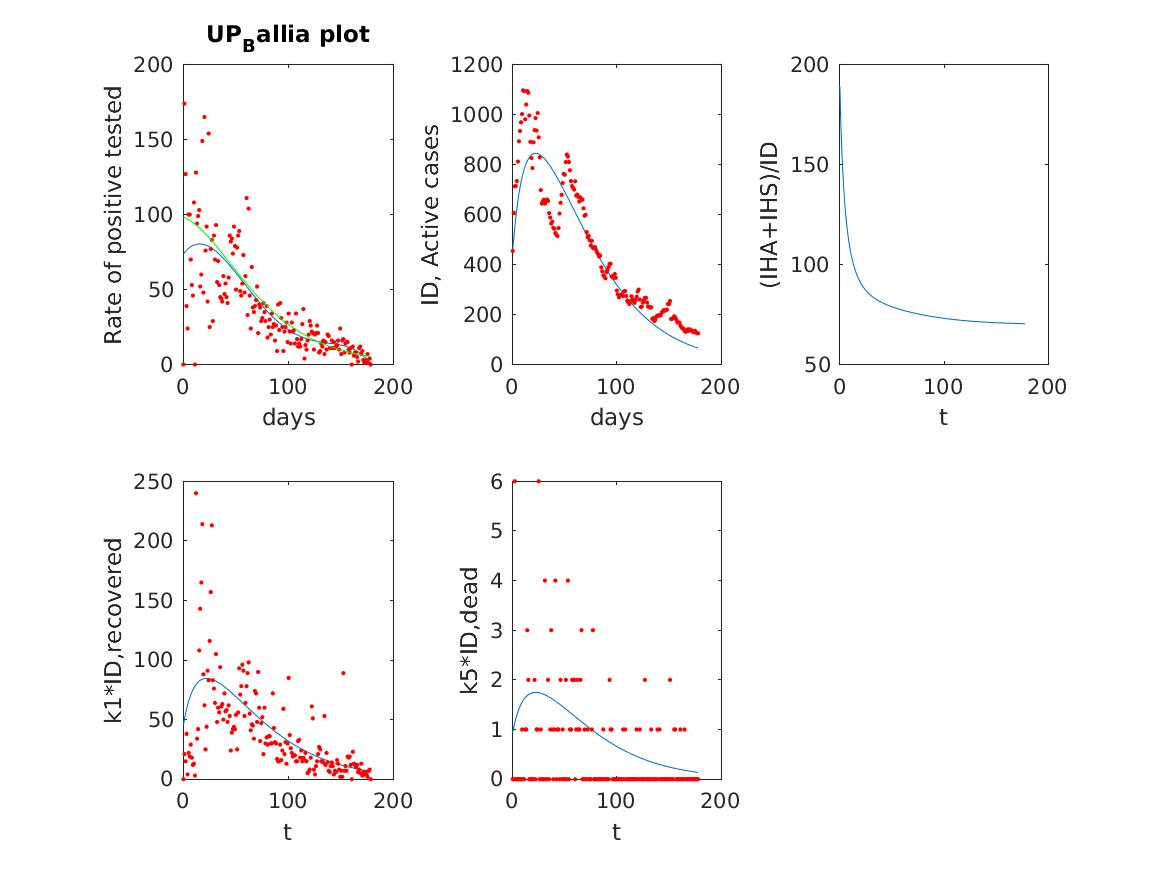 UP_Ballia plot
200
150
100
50
0
0 100 200
days
Rate of positive tested
1200
1000
800
600
400
200
0
0 100 200
days
ID, Active cases
200
150
100
50
0 100 200
t
(IHA+IHS)/ID
250
200
150
100
50
0
0 100 200
t
k1*ID,recovered
6
5
4
3
2
1
0
0 100 200
t
k5*ID,dead